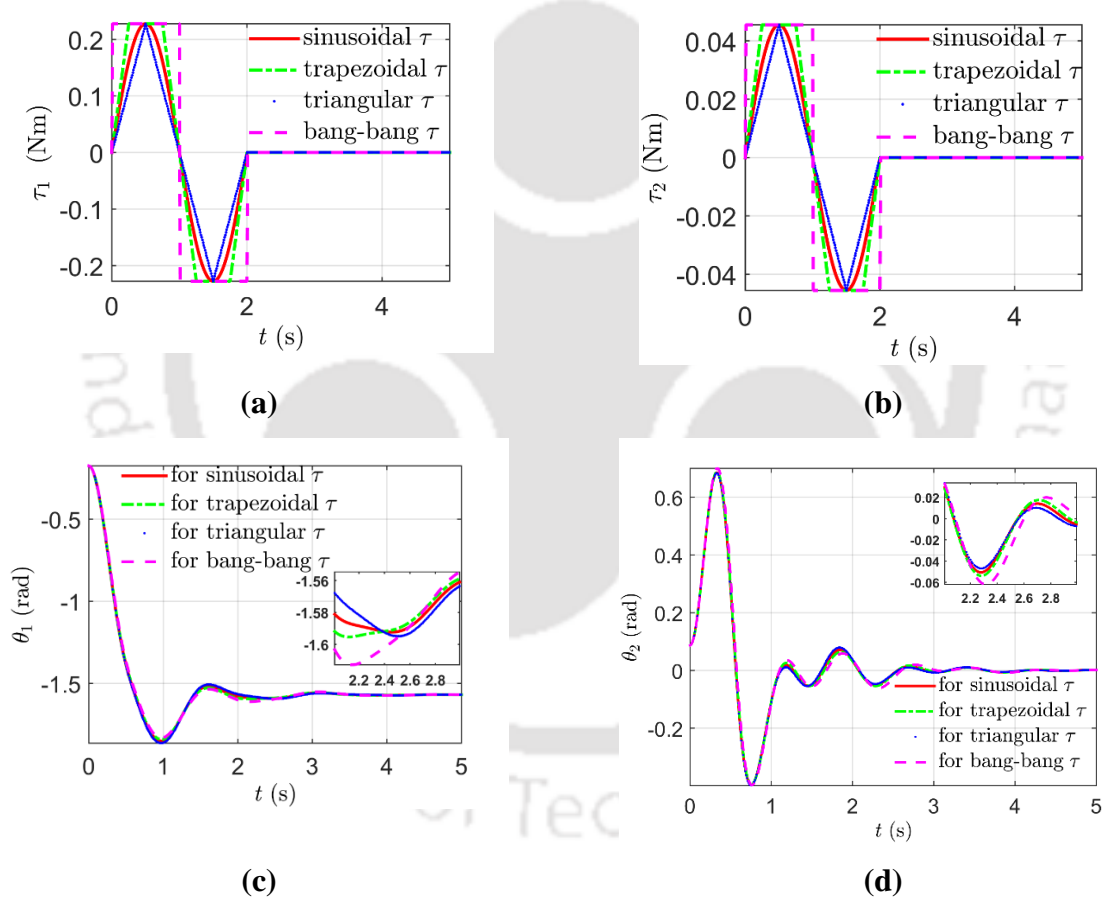 0.2
0.1
0
-0.1
-0.2
τ1 (Nm)
sinusoidal τ
trapezoidal τ
triangular τ
bang-bang τ
0 2 4
t (s)
(a)
0.04
0.02
0
-0.02
-0.04
τ2 (Nm)
sinusoidal τ
trapezoidal τ
triangular τ
bang-bang τ
0 2 4
t (s)
(b)
-0.5
-1
-1.5
θ1 (rad)
for sinusoidal τ
for trapezoidal τ
for triangular τ
for bang-bang τ
-1.56
-1.58
-1.6
2.2 2.4 2.6 2.8
0 1 2 3 4 5
t (s)
(c)
0.6
0.4
0.2
0
-0.2
θ2 (rad)
0.02
0
-0.02
-0.04
-0.06
2.2 2.4 2.6 2.8
for sinusoidal τ
for trapezoidal τ
for triangular τ
for bang-bang τ
0 1 2 3 4 5
t (s)
(d)